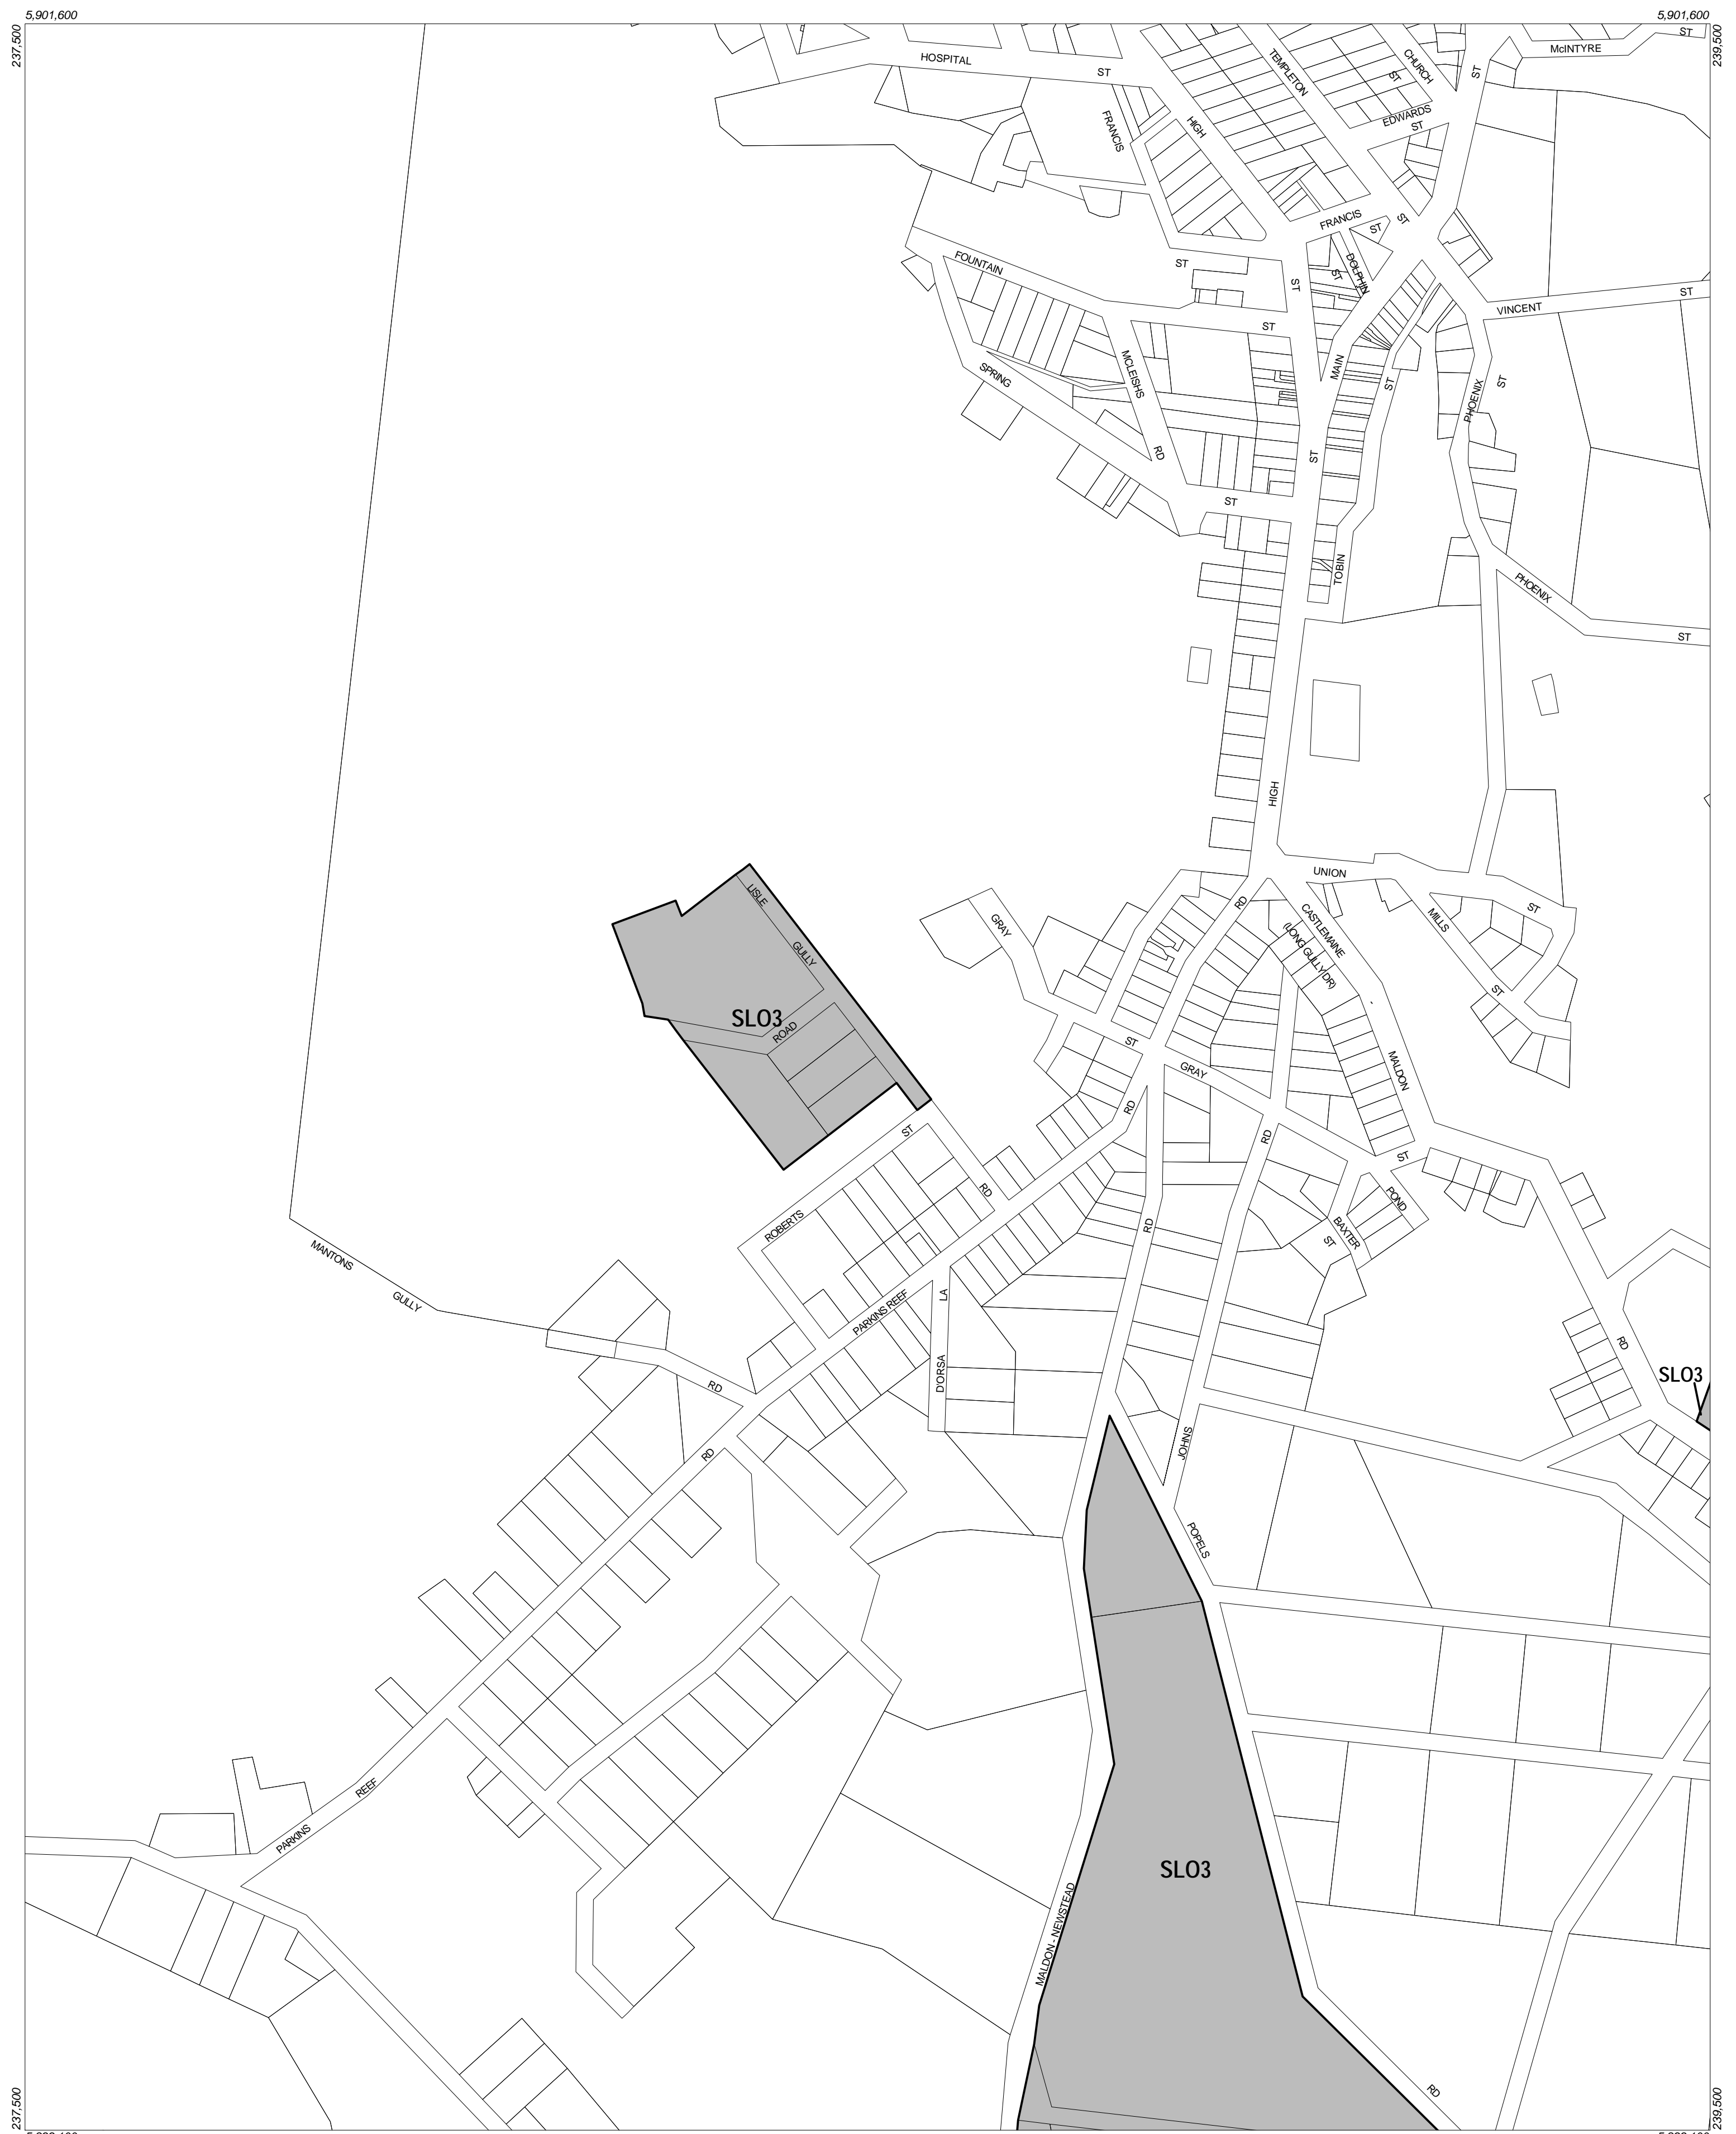 5,901,600
5,901,600
237,500
239,500
ST
McINTYRE
HOSPITAL
ST
TEMPLETON
CHURCH
ST
ST
EDWARDS
ST
FRANCIS
HIGH
FRANCIS
ST
ST
FOUNTAIN
ST
DOLPHIN
ST
ST
ST
VINCENT
ST
MCLEISHS
MAIN
SPRING
ST
PHOENIX
ST
RD
ST
ST
TOBIN
PHOENIX
ST
HIGH
UNION
LISLE
GULLY
SLO3
ROAD
GRAY
RD
CASTLEMAINE
(LONG GULLY DR)
MILLS
ST
ST
ST
GRAY
MALDON
RD
ST
RD
ST
RD
ROBERTS
RD
POND
BAXTER
ST
MANTONS
GULLY
LA
PARKINS REEF
RD
D'ORSA
SLO3
RD
RD
JOHNS
POPELS
REEF
PARKINS
SLO3
MALDON - NEWSTEAD
RD
237,500
239,500